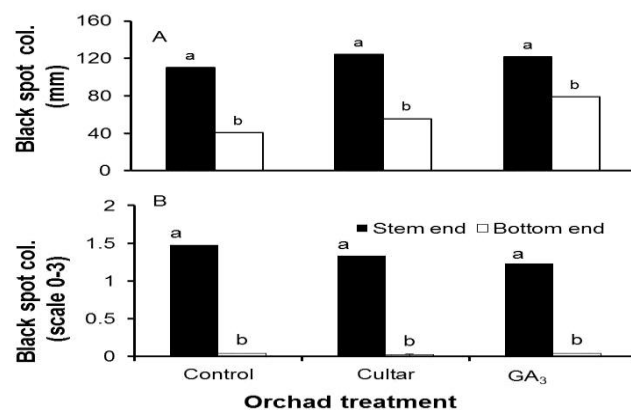 Black spot col.
(mm)
160
120
80
40
0
A
a
b
a
b
a
b
Black spot col.
(scale 0-3)
2
1.5
1
0.5
0
B
■ Stem end □ Bottom end
a
b
a
b
a
b
Control Cultar GA₃
Orchad treatment